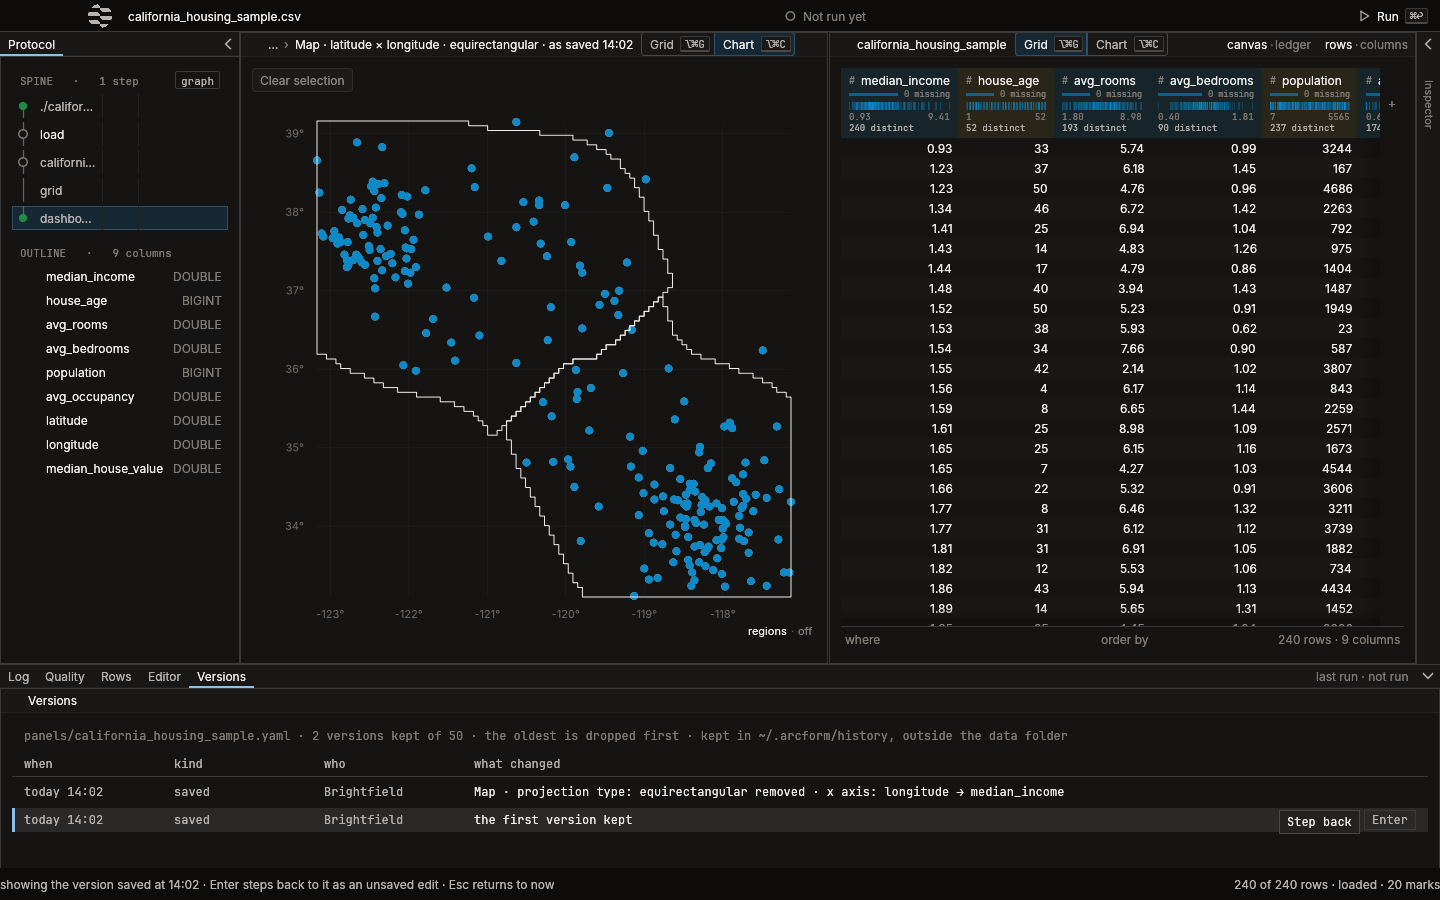 california_housing_sample.csv
Not run yet
Run ⌘⏎
Protocol
... › Map · latitude × longitude · equirectangular · as saved 14:02
Grid ⌥⌘G Chart ⌥⌘C
california_housing_sample
Grid ⌥⌘G Chart ⌥⌘C
canvas · ledger rows · columns
SPINE · 1 step graph
./califor...
load
californi...
grid
dashbo...
OUTLINE · 9 columns
median_income DOUBLE
house_age BIGINT
avg_rooms DOUBLE
avg_bedrooms DOUBLE
population BIGINT
avg_occupancy DOUBLE
latitude DOUBLE
longitude DOUBLE
median_house_value DOUBLE
Clear selection
39°
38°
37°
36°
35°
34°
-123° -122° -121° -120° -119° -118°
regions · off
# median_income # house_age # avg_rooms # avg_bedrooms # population #
0 missing 0 missing 0 missing 0 missing 0 missing
0.93 9.41 1 52 1.80 8.98 0.40 1.81 7 5565
240 distinct 52 distinct 193 distinct 90 distinct 237 distinct 174
+
0.93 33 5.74 0.99 3244
1.23 37 6.18 1.45 167
1.23 50 4.76 0.96 4686
1.34 46 6.72 1.42 2263
1.41 25 6.94 1.04 792
1.43 14 4.83 1.26 975
1.44 17 4.79 0.86 1404
1.48 40 3.94 1.43 1487
1.52 50 5.23 0.91 1949
1.53 38 5.93 0.62 23
1.54 34 7.66 0.90 587
1.55 42 2.14 1.02 3807
1.56 4 6.17 1.14 843
1.59 8 6.65 1.44 2259
1.61 25 8.98 1.09 2571
1.65 25 6.15 1.16 1673
1.65 7 4.27 1.03 4544
1.66 22 5.32 0.91 3606
1.77 8 6.46 1.32 3211
1.77 31 6.12 1.12 3739
1.81 31 6.91 1.05 1882
1.82 12 5.53 1.06 734
1.86 43 5.94 1.13 4434
1.89 14 5.65 1.31 1452
where order by 240 rows · 9 columns
Inspector
Log Quality Rows Editor Versions
last run · not run
Versions
panels/california_housing_sample.yaml · 2 versions kept of 50 · the oldest is dropped first · kept in ~/.arcform/history, outside the data folder
when kind who what changed
today 14:02 saved Brightfield Map · projection type: equirectangular removed · x axis: longitude → median_income
today 14:02 saved Brightfield the first version kept Step back Enter
showing the version saved at 14:02 · Enter steps back to it as an unsaved edit · Esc returns to now
240 of 240 rows · loaded · 20 marks